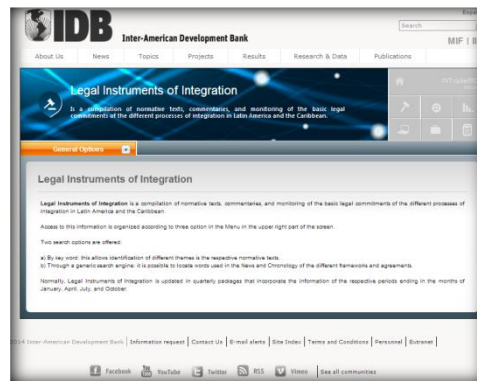 Espa
IDB
Inter-American Development Bank
Search
MIF | II
About Us News Topics Projects Results Research & Data Publications
Legal Instruments of Integration
Is a compilation of normative texts, commentaries, and monitoring of the basic legal
commitments of the different processes of integration in Latin America and the Caribbean.
General Options
Legal Instruments of Integration
Legal Instruments of Integration is a compilation of normative texts, commentaries, and monitoring of the basic legal commitments of the different processes of
integration in Latin America and the Caribbean.
Access to this information is organized according to three option in the Menu in the upper right part of the screen.
Two search options are offered:
a) By key word: this allows identification of different themes is the respective normative texts.
b) Through a generic search engine: it is possible to locate words used in the News and Chronology of the different frameworks and agreements.
Normally, Legal Instruments of Integration is updated in quarterly packages that incorporate the information of the respective periods ending in the months of
January, April, July, and October.
2014 Inter-American Development Bank | Information request | Contact Us | E-mail alerts | Site Index | Terms and Conditions | Personnel | Extranet |
Facebook YouTube Twitter RSS Vimeo See all communities